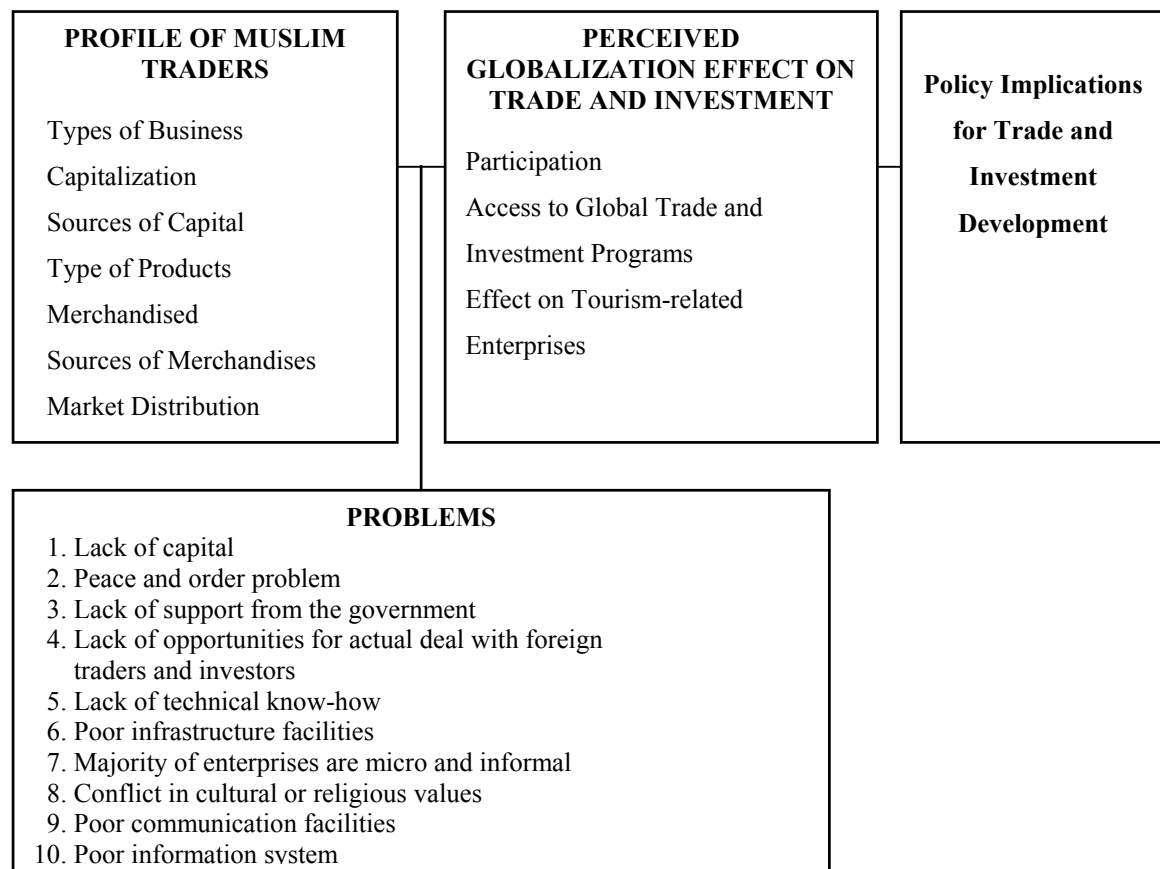 PROFILE OF MUSLIM
TRADERS
Types of Business
Capitalization
Sources of Capital
Type of Products
Merchandised
Sources of Merchandises
Market Distribution
PERCEIVED
GLOBALIZATION EFFECT ON
TRADE AND INVESTMENT
Participation
Access to Global Trade and
Investment Programs
Effect on Tourism-related
Enterprises
Policy Implications
for Trade and
Investment
Development
PROBLEMS
1. Lack of capital
2. Peace and order problem
3. Lack of support from the government
4. Lack of opportunities for actual deal with foreign
traders and investors
5. Lack of technical know-how
6. Poor infrastructure facilities
7. Majority of enterprises are micro and informal
8. Conflict in cultural or religious values
9. Poor communication facilities
10. Poor information system